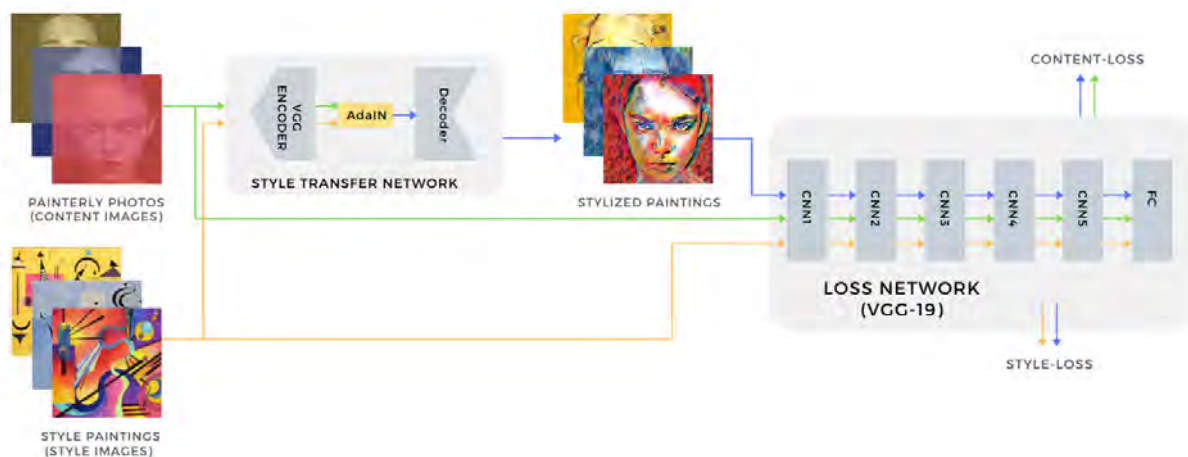 CONTENT-LOSS
VGG
ENCODER
AdaIN
Decoder
STYLE TRANSFER NETWORK
PAINTERLY PHOTOS
(CONTENT IMAGES)
STYLIZED PAINTINGS
CNN1
CNN2
CNN3
CNN4
CNN5
FC
LOSS NETWORK
(VGG-19)
STYLE-LOSS
STYLE PAINTINGS
(STYLE IMAGES)